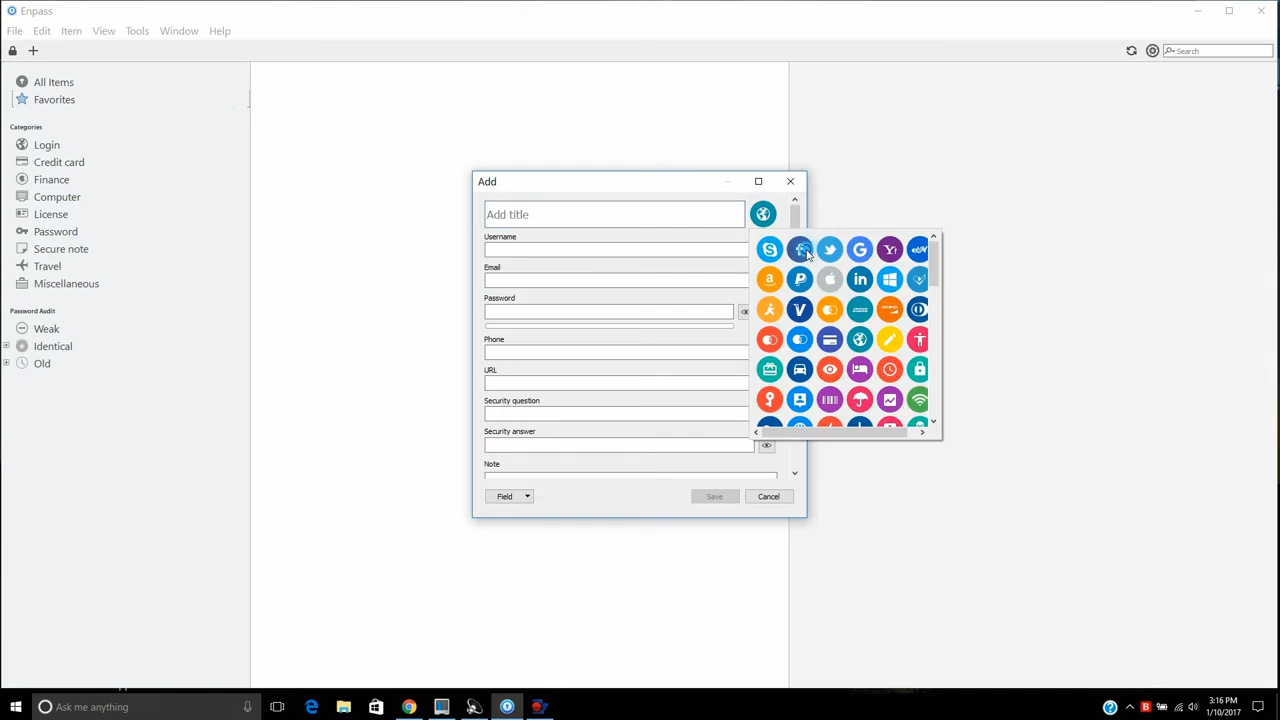 Enpass
File Edit Item View Tools Window Help
Search
All Items
Favorites
Categories
Login
Credit card
Finance
Computer
License
Password
Secure note
Travel
Miscellaneous
Password Audit
Weak
Identical
Old
Add
Add title
Username
Email
Password
Phone
URL
Security question
Security answer
Note
Field
Save
Cancel
Ask me anything
3:16 PM
1/10/2017